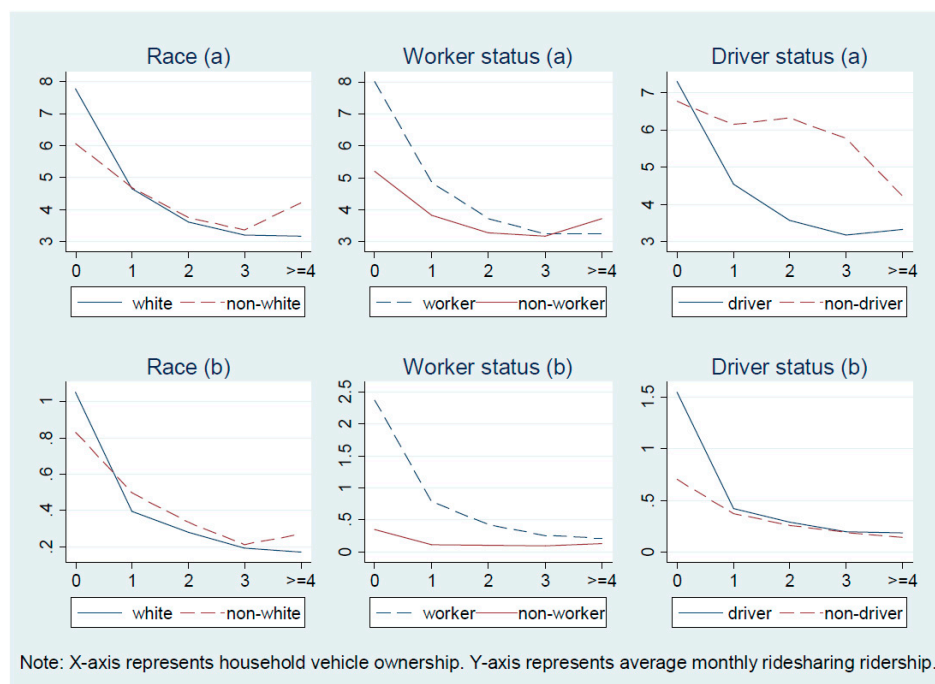 Race (a) Worker status (a) Driver status (a)
8 8
7 7 7
6 6 6
5 5 5
4 4 4
3 3 3
0 1 2 3 >=4 0 1 2 3 >=4 0 1 2 3 >=4
white non-white worker non-worker driver non-driver
Race (b) Worker status (b) Driver status (b)
1 2.5 1.5
.8 2 1
.6 1.5 .5
.4 1 0
.2 .5
0
0 1 2 3 >=4 0 1 2 3 >=4 0 1 2 3 >=4
white non-white worker non-worker driver non-driver
Note: X-axis represents household vehicle ownership. Y-axis represents average monthly ridesharing ridership.